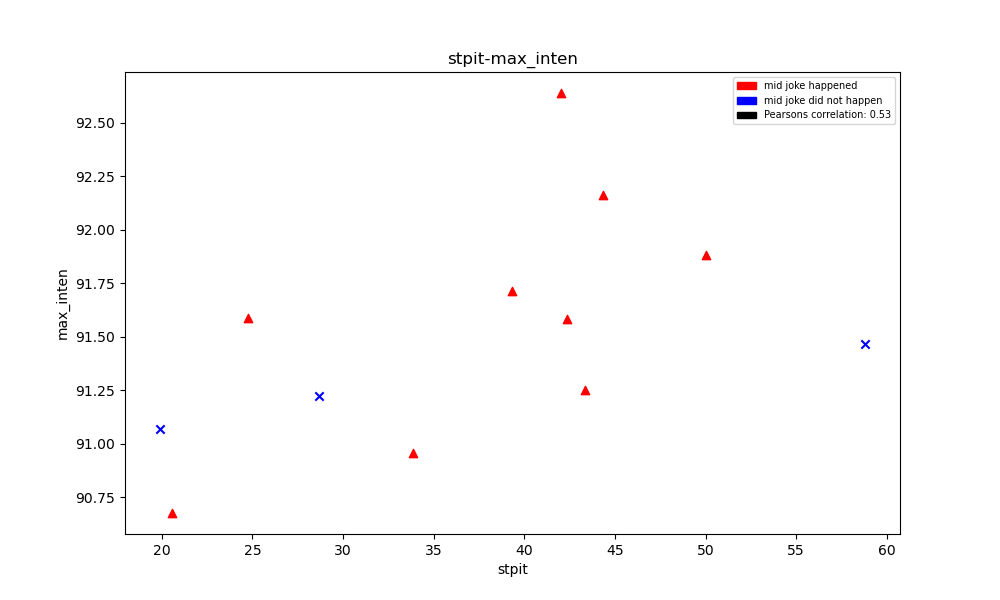 stpit-max_inten
mid joke happened
mid joke did not happen
Pearsons correlation: 0.53
92.50
92.25
92.00
91.75
91.50
91.25
91.00
90.75
max_inten
20 25 30 35 40 45 50 55 60
stpit